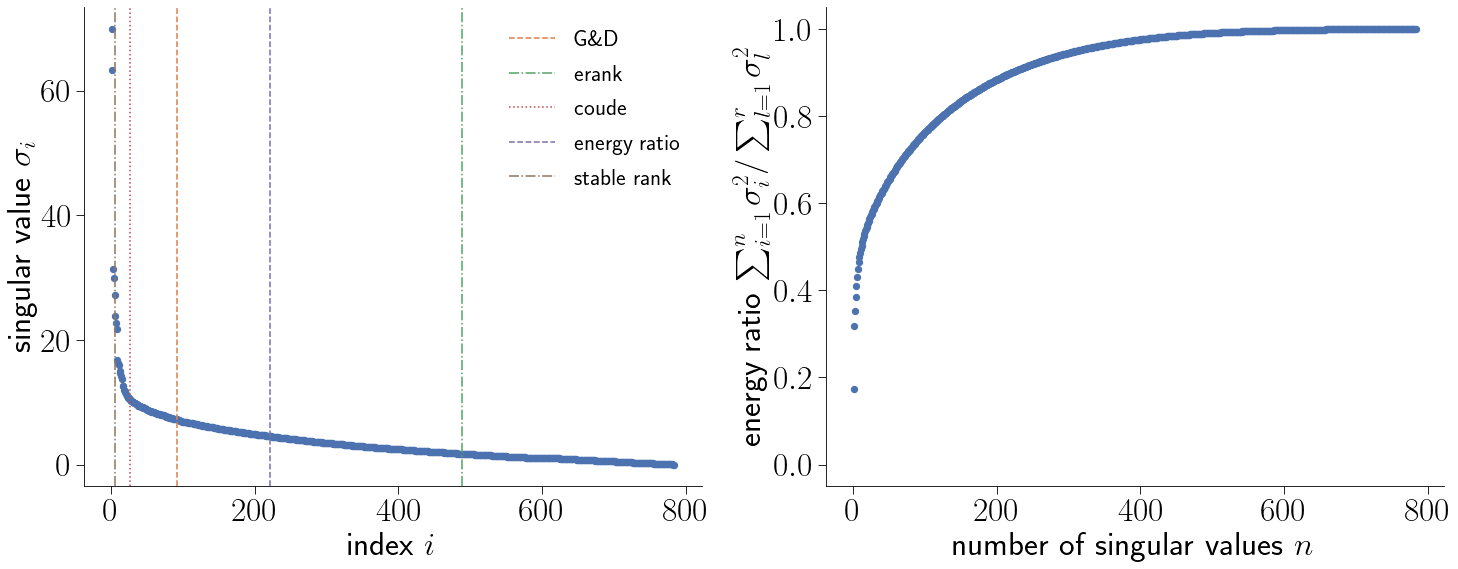 singular value σ_i
60
40
20
0
0 200 400 600 800
index i
G&D
erank
coude
energy ratio
stable rank
energy ratio ∑_{i=1}^{n} σ_i^2 / ∑_{l=1}^{r} σ_l^2
1.0
0.8
0.6
0.4
0.2
0.0
0 200 400 600 800
number of singular values n